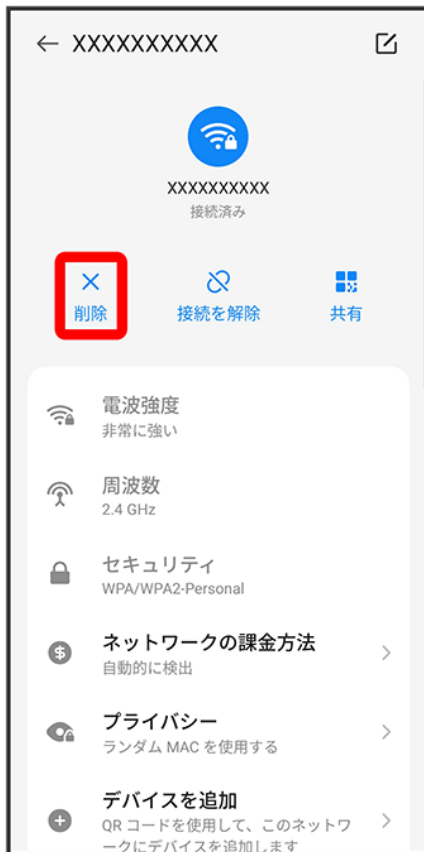 XXXXXXXXXX
XXXXXXXXXX
接続済み
削除 接続を解除 共有
電波強度
非常に強い
周波数
2.4 GHz
セキュリティ
WPA/WPA2-Personal
ネットワークの課金方法
自動的に検出
プライバシー
ランダム MAC を使用する
デバイスを追加
QR コードを使用して、このネットワ
ークにデバイスを追加します